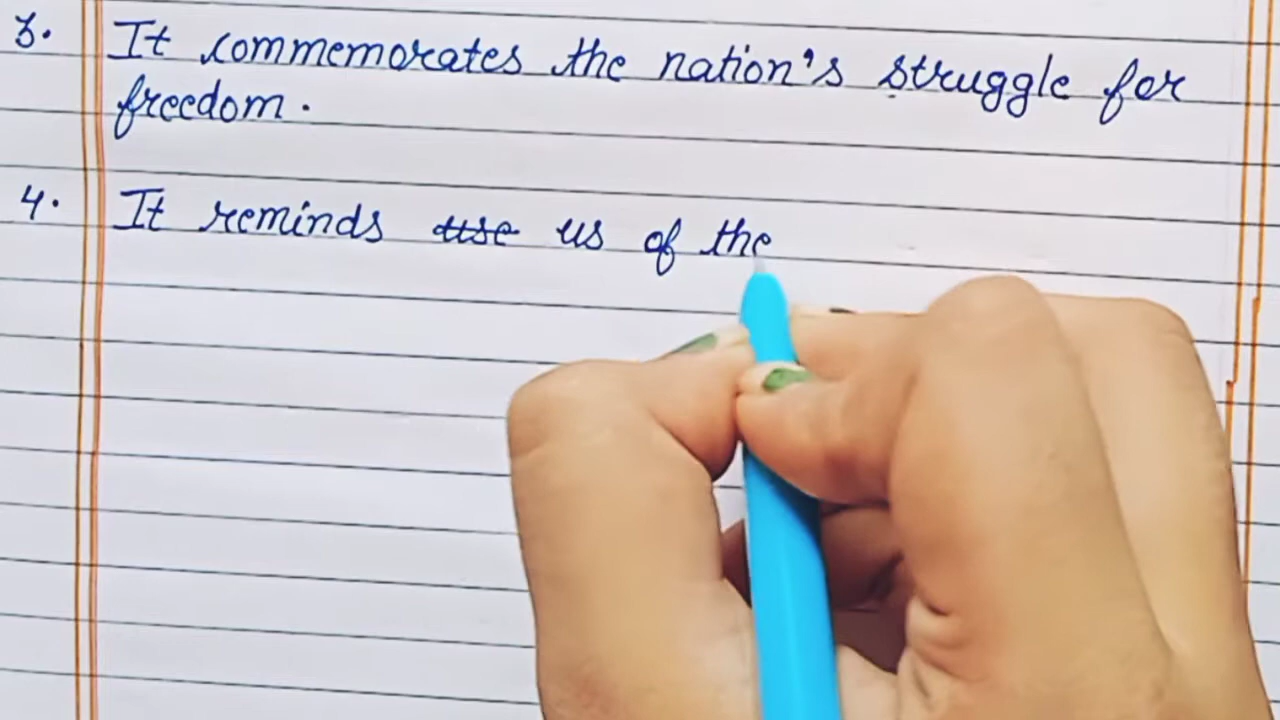 3. It commemorates the nation's struggle for
freedom.
4. It reminds use us of the